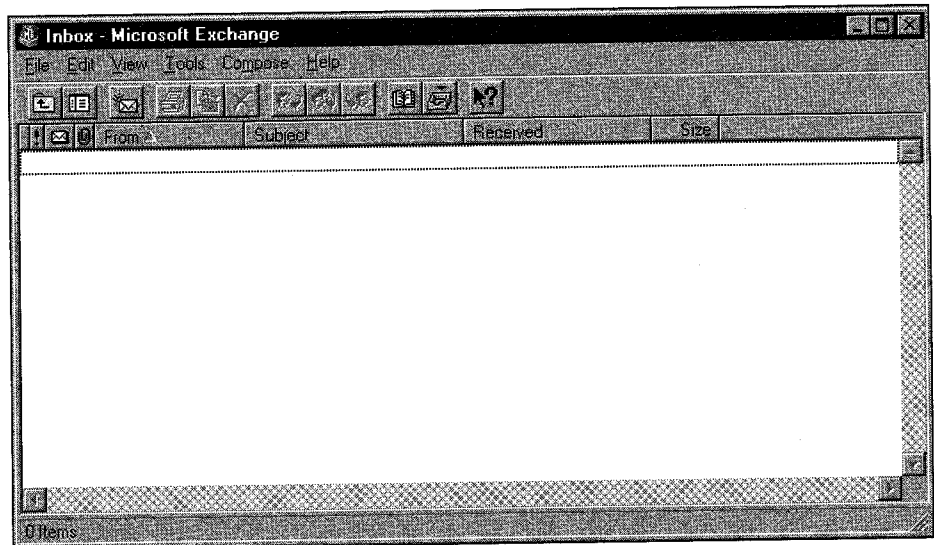 Inbox - Microsoft Exchange
File Edit View Tools Compose Help
From Subject Received Size
0 Items